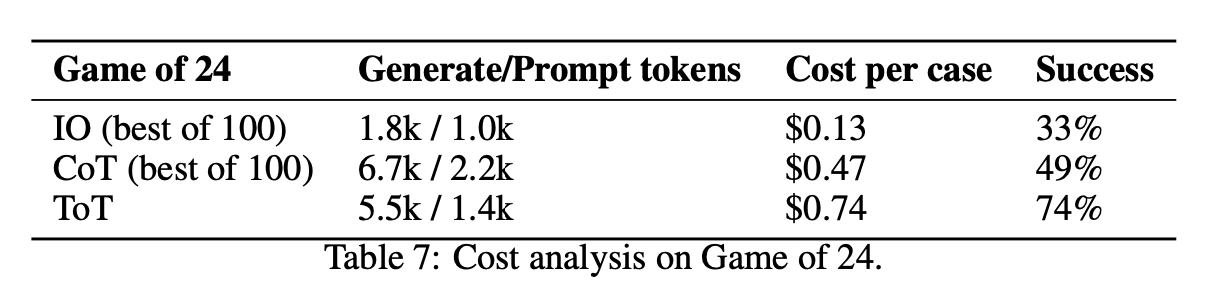 Game of 24 Generate/Prompt tokens Cost per case Success
IO (best of 100) 1.8k / 1.0k $0.13 33%
CoT (best of 100) 6.7k / 2.2k $0.47 49%
ToT 5.5k / 1.4k $0.74 74%
Table 7: Cost analysis on Game of 24.